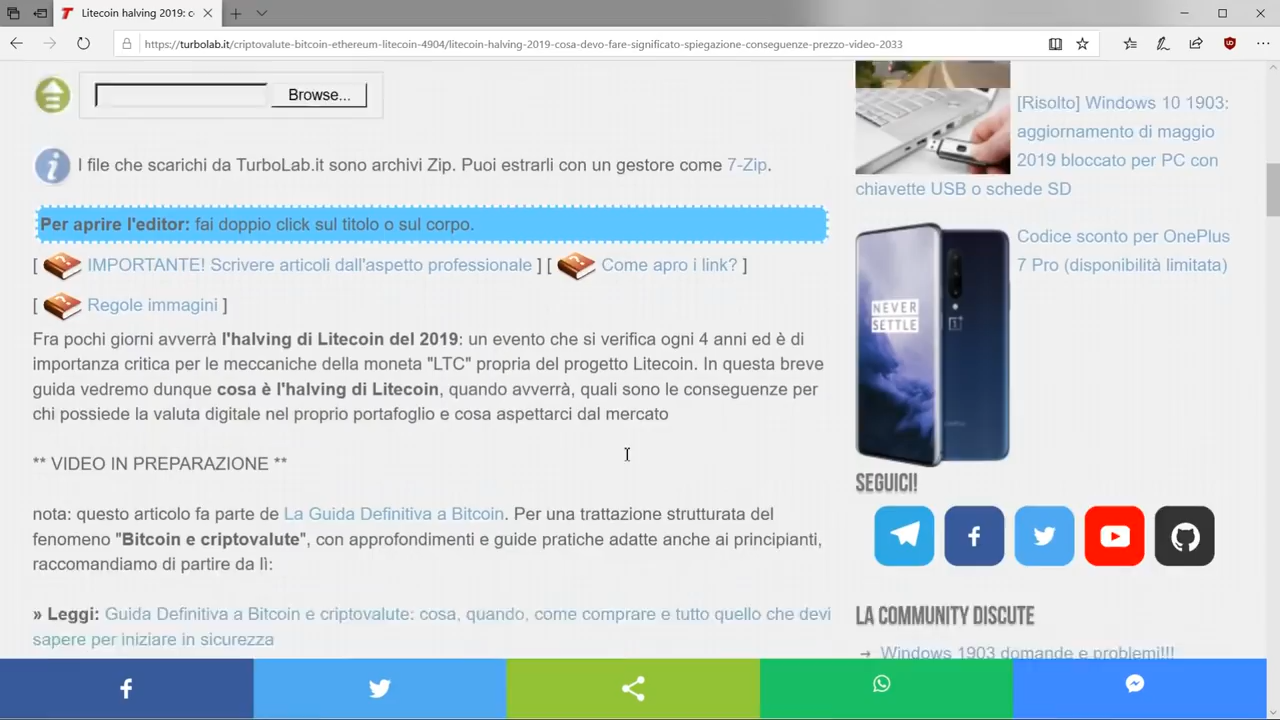 Litecoin halving 2019: c
https://turbolab.it/criptovalute-bitcoin-ethereum-litecoin-4904/litecoin-halving-2019-cosa-devo-fare-significato-spiegazione-conseguenze-prezzo-video-2033
Browse...
I file che scarichi da TurboLab.it sono archivi Zip. Puoi estrarli con un gestore come 7-Zip.
Per aprire l'editor: fai doppio click sul titolo o sul corpo.
[ IMPORTANTE! Scrivere articoli dall'aspetto professionale ] [ Come apro i link? ]
[ Regole immagini ]
Fra pochi giorni avverrà l'halving di Litecoin del 2019: un evento che si verifica ogni 4 anni ed è di
importanza critica per le meccaniche della moneta "LTC" propria del progetto Litecoin. In questa breve
guida vedremo dunque cosa è l'halving di Litecoin, quando avverrà, quali sono le conseguenze per
chi possiede la valuta digitale nel proprio portafoglio e cosa aspettarci dal mercato
** VIDEO IN PREPARAZIONE **
nota: questo articolo fa parte de La Guida Definitiva a Bitcoin. Per una trattazione strutturata del
fenomeno "Bitcoin e criptovalute", con approfondimenti e guide pratiche adatte anche ai principianti,
raccomandiamo di partire da lì:
» Leggi: Guida Definitiva a Bitcoin e criptovalute: cosa, quando, come comprare e tutto quello che devi
sapere per iniziare in sicurezza
[Risolto] Windows 10 1903:
aggiornamento di maggio
2019 bloccato per PC con
chiavette USB o schede SD
NEVER
SETTLE
Codice sconto per OnePlus
7 Pro (disponibilità limitata)
SEGUICI!
LA COMMUNITY DISCUTE
→ Windows 1903 domande e problemi!!!